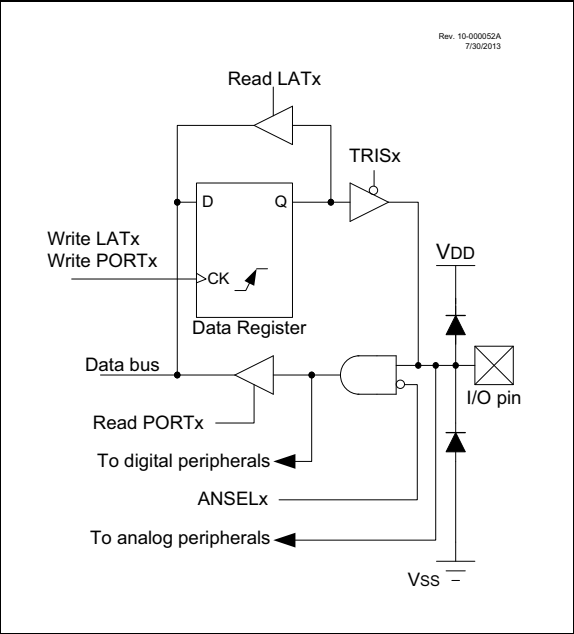 Rev. 10-000052A
7/30/2013
Read LATx
TRISx
D
Q
Write LATx
Write PORTx
CK
VDD
Data Register
Data bus
I/O pin
Read PORTx
To digital peripherals
ANSELx
To analog peripherals
VSS